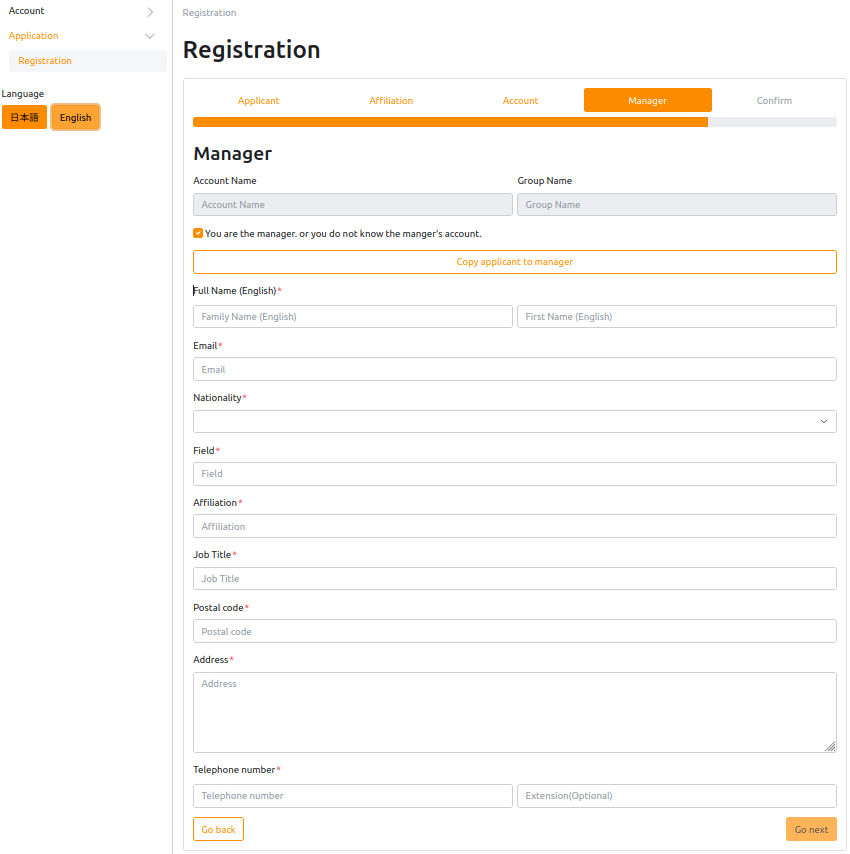 Account
Application
Registration
Language
日本語 English
Registration
Registration
Applicant Affiliation Account Manager Confirm
Manager
Account Name Group Name
Account Name Group Name
You are the manager. or you do not know the manger's account.
Copy applicant to manager
Full Name (English)*
Family Name (English) First Name (English)
Email*
Email
Nationality*
Field*
Field
Affiliation*
Affiliation
Job Title*
Job Title
Postal code*
Postal code
Address*
Address
Telephone number*
Telephone number Extension(Optional)
Go back Go next